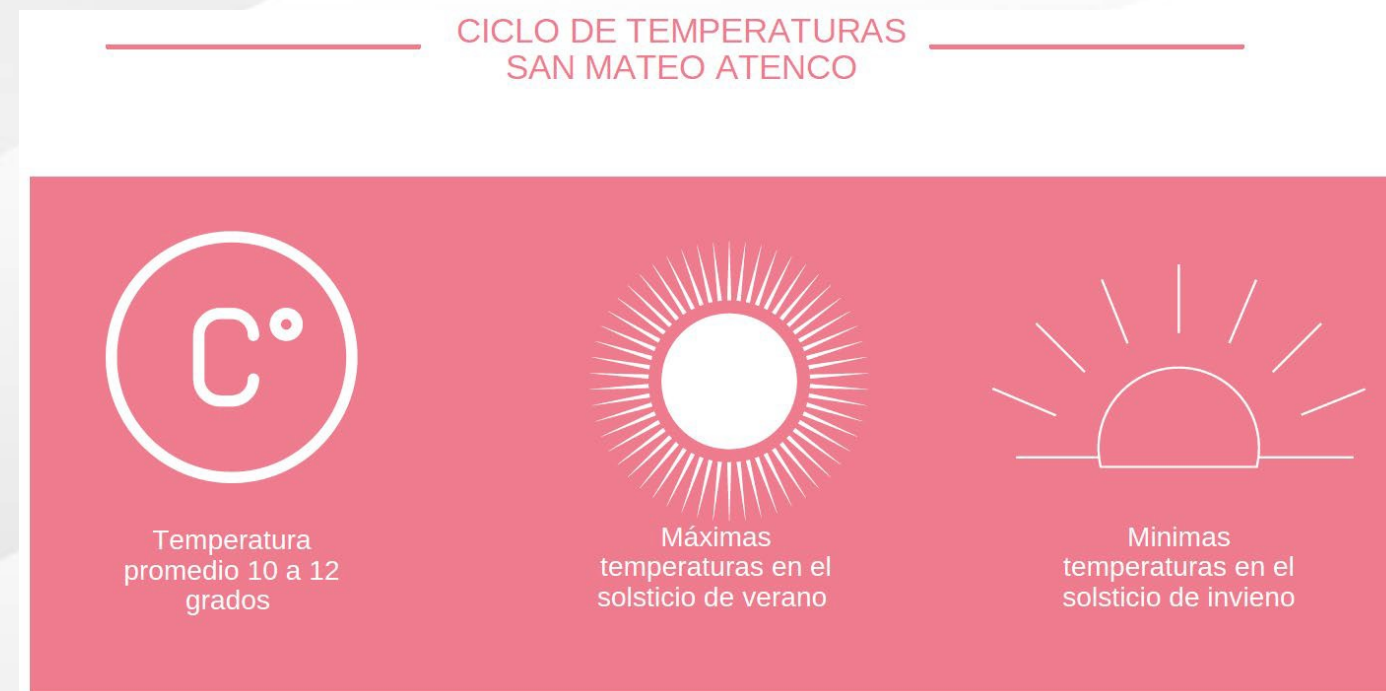 CICLO DE TEMPERATURAS
SAN MATEO ATENCO
C°
Temperatura
promedio 10 a 12
grados
Máximas
temperaturas en el
solsticio de verano
Minimas
temperaturas en el
solsticio de invieno